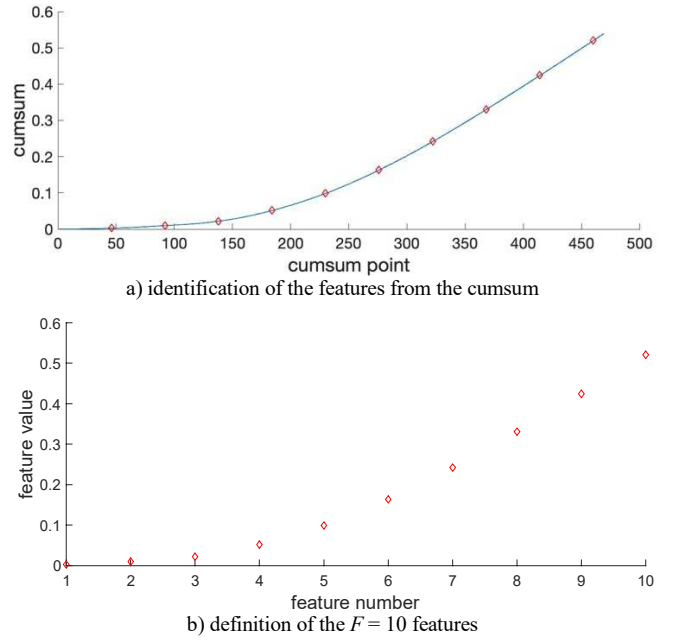 0.6
0.5
0.4
0.3
0.2
0.1
0
cumsum
0 50 100 150 200 250 300 350 400 450 500
cumsum point
a) identification of the features from the cumsum
0.6
0.5
0.4
0.3
0.2
0.1
0
feature value
1 2 3 4 5 6 7 8 9 10
feature number
b) definition of the F = 10 features